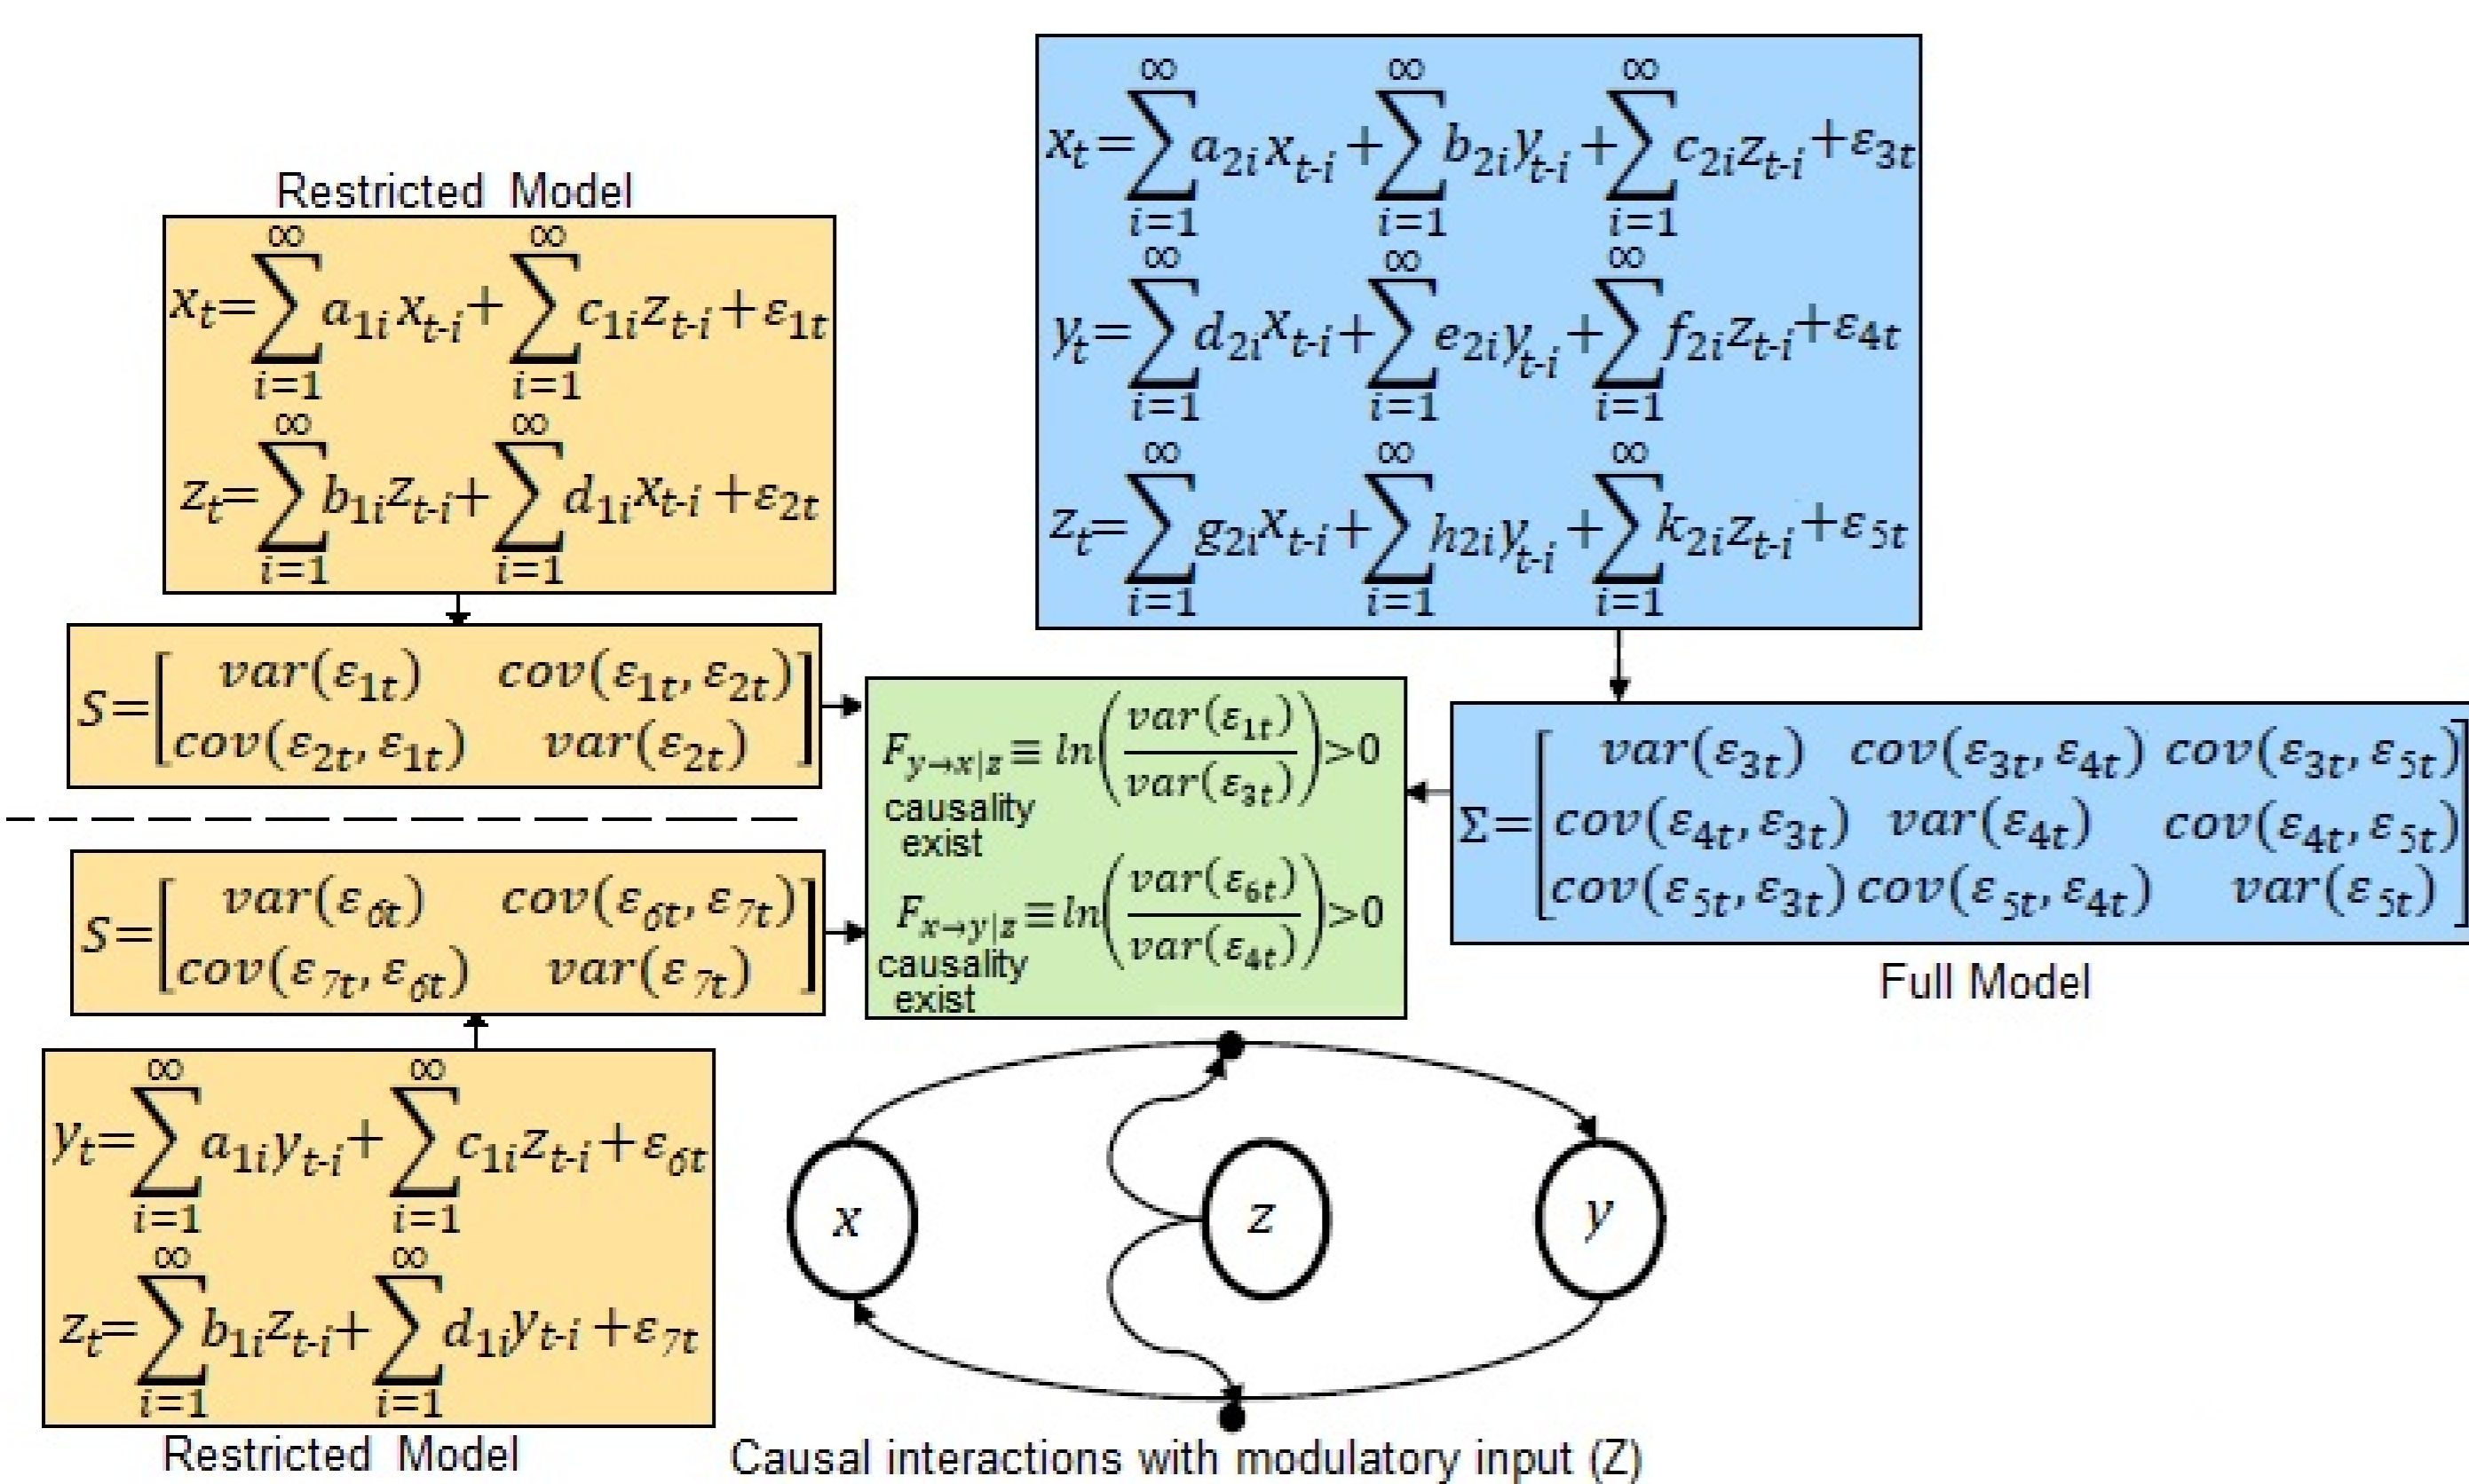 Restricted Model
x_t=∑_{i=1}^{∞} a_{1i}x_{t-i}+∑_{i=1}^{∞} c_{1i}z_{t-i}+ε_{1t}
z_t=∑_{i=1}^{∞} b_{1i}z_{t-i}+∑_{i=1}^{∞} d_{1i}x_{t-i}+ε_{2t}
S=[var(ε_{1t}) cov(ε_{1t}, ε_{2t})
cov(ε_{2t}, ε_{1t}) var(ε_{2t})]
x_t=∑_{i=1}^{∞} a_{2i}x_{t-i}+∑_{i=1}^{∞} b_{2i}y_{t-i}+∑_{i=1}^{∞} c_{2i}z_{t-i}+ε_{3t}
y_t=∑_{i=1}^{∞} d_{2i}x_{t-i}+∑_{i=1}^{∞} e_{2i}y_{t-i}+∑_{i=1}^{∞} f_{2i}z_{t-i}+ε_{4t}
z_t=∑_{i=1}^{∞} g_{2i}x_{t-i}+∑_{i=1}^{∞} h_{2i}y_{t-i}+∑_{i=1}^{∞} k_{2i}z_{t-i}+ε_{5t}
Σ=[var(ε_{3t}) cov(ε_{3t}, ε_{4t}) cov(ε_{3t}, ε_{5t})
cov(ε_{4t}, ε_{3t}) var(ε_{4t}) cov(ε_{4t}, ε_{5t})
cov(ε_{5t}, ε_{3t}) cov(ε_{5t}, ε_{4t}) var(ε_{5t})]
Full Model
F_{y→x|z}≡ln(var(ε_{1t})/var(ε_{3t}))>0
causality
exist
F_{x→y|z}≡ln(var(ε_{6t})/var(ε_{4t}))>0
causality
exist
S=[var(ε_{6t}) cov(ε_{6t}, ε_{7t})
cov(ε_{7t}, ε_{6t}) var(ε_{7t})]
y_t=∑_{i=1}^{∞} a_{1i}y_{t-i}+∑_{i=1}^{∞} c_{1i}z_{t-i}+ε_{6t}
z_t=∑_{i=1}^{∞} b_{1i}z_{t-i}+∑_{i=1}^{∞} d_{1i}y_{t-i}+ε_{7t}
Restricted Model
x
z
y
Causal interactions with modulatory input (Z)